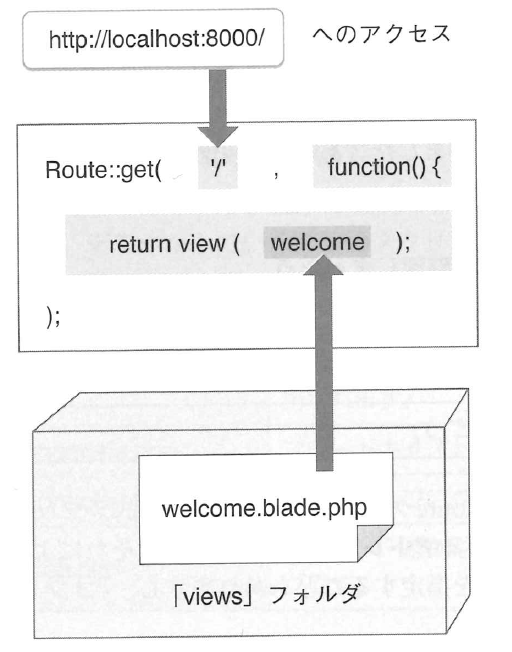 http://localhost:8000/ へのアクセス
Route::get( '/' , function() {
return view ( welcome );
);
welcome.blade.php
「views」フォルダ